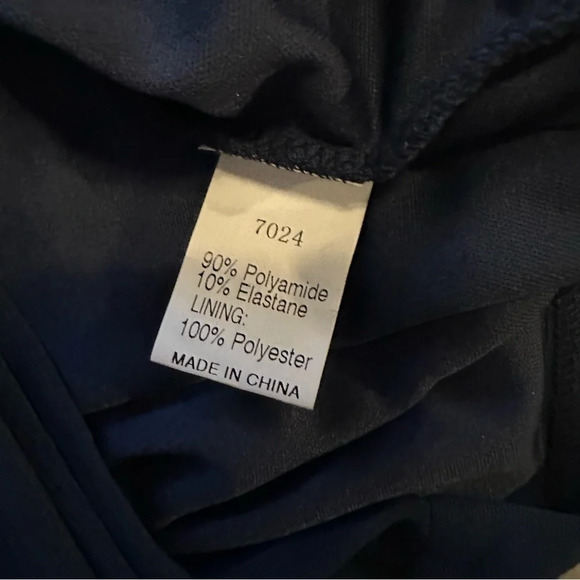 7024
90% Polyamide
10% Elastane
LINING:
100% Polyester
MADE IN CHINA